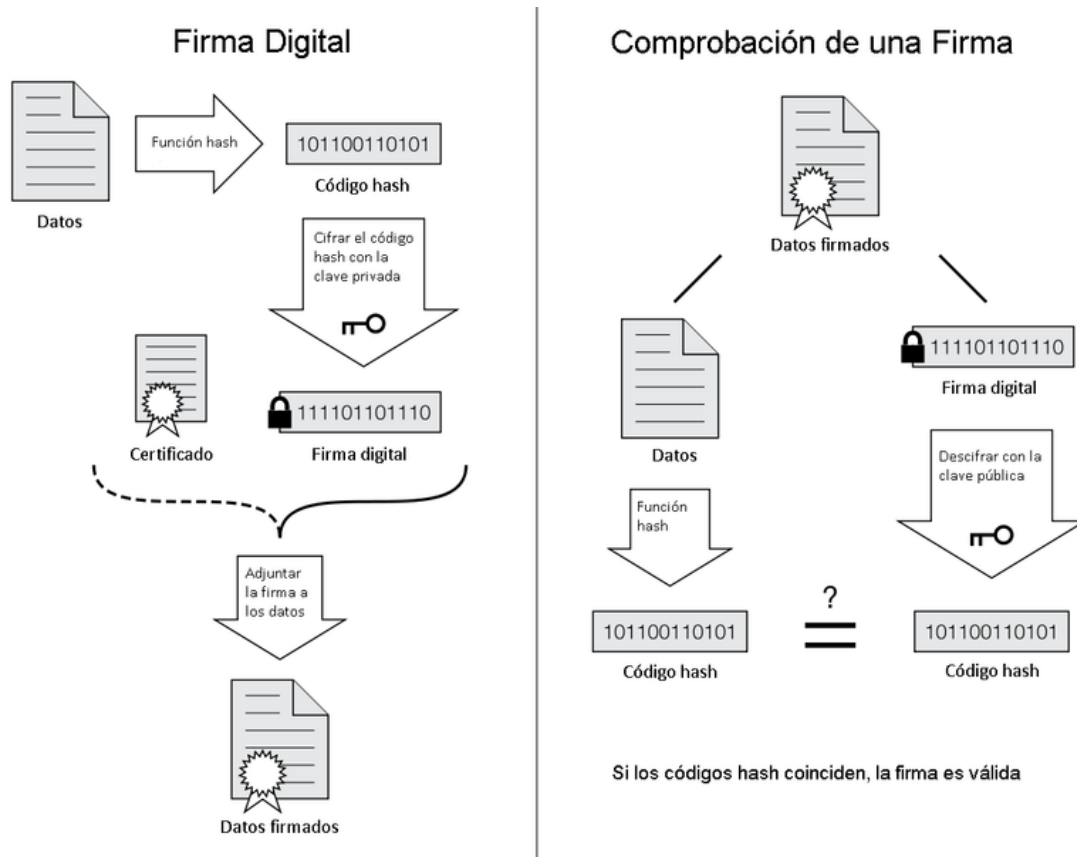 Firma Digital
Datos
Función hash
101100110101
Código hash
Cifrar el código
hash con la
clave privada
Certificado
111101101110
Firma digital
Adjuntar
la firma a
los datos
Datos firmados
Comprobación de una Firma
Datos firmados
Datos
111101101110
Firma digital
Función
hash
Descifrar con la
clave pública
101100110101
Código hash
?
=
101100110101
Código hash
Si los códigos hash coinciden, la firma es válida